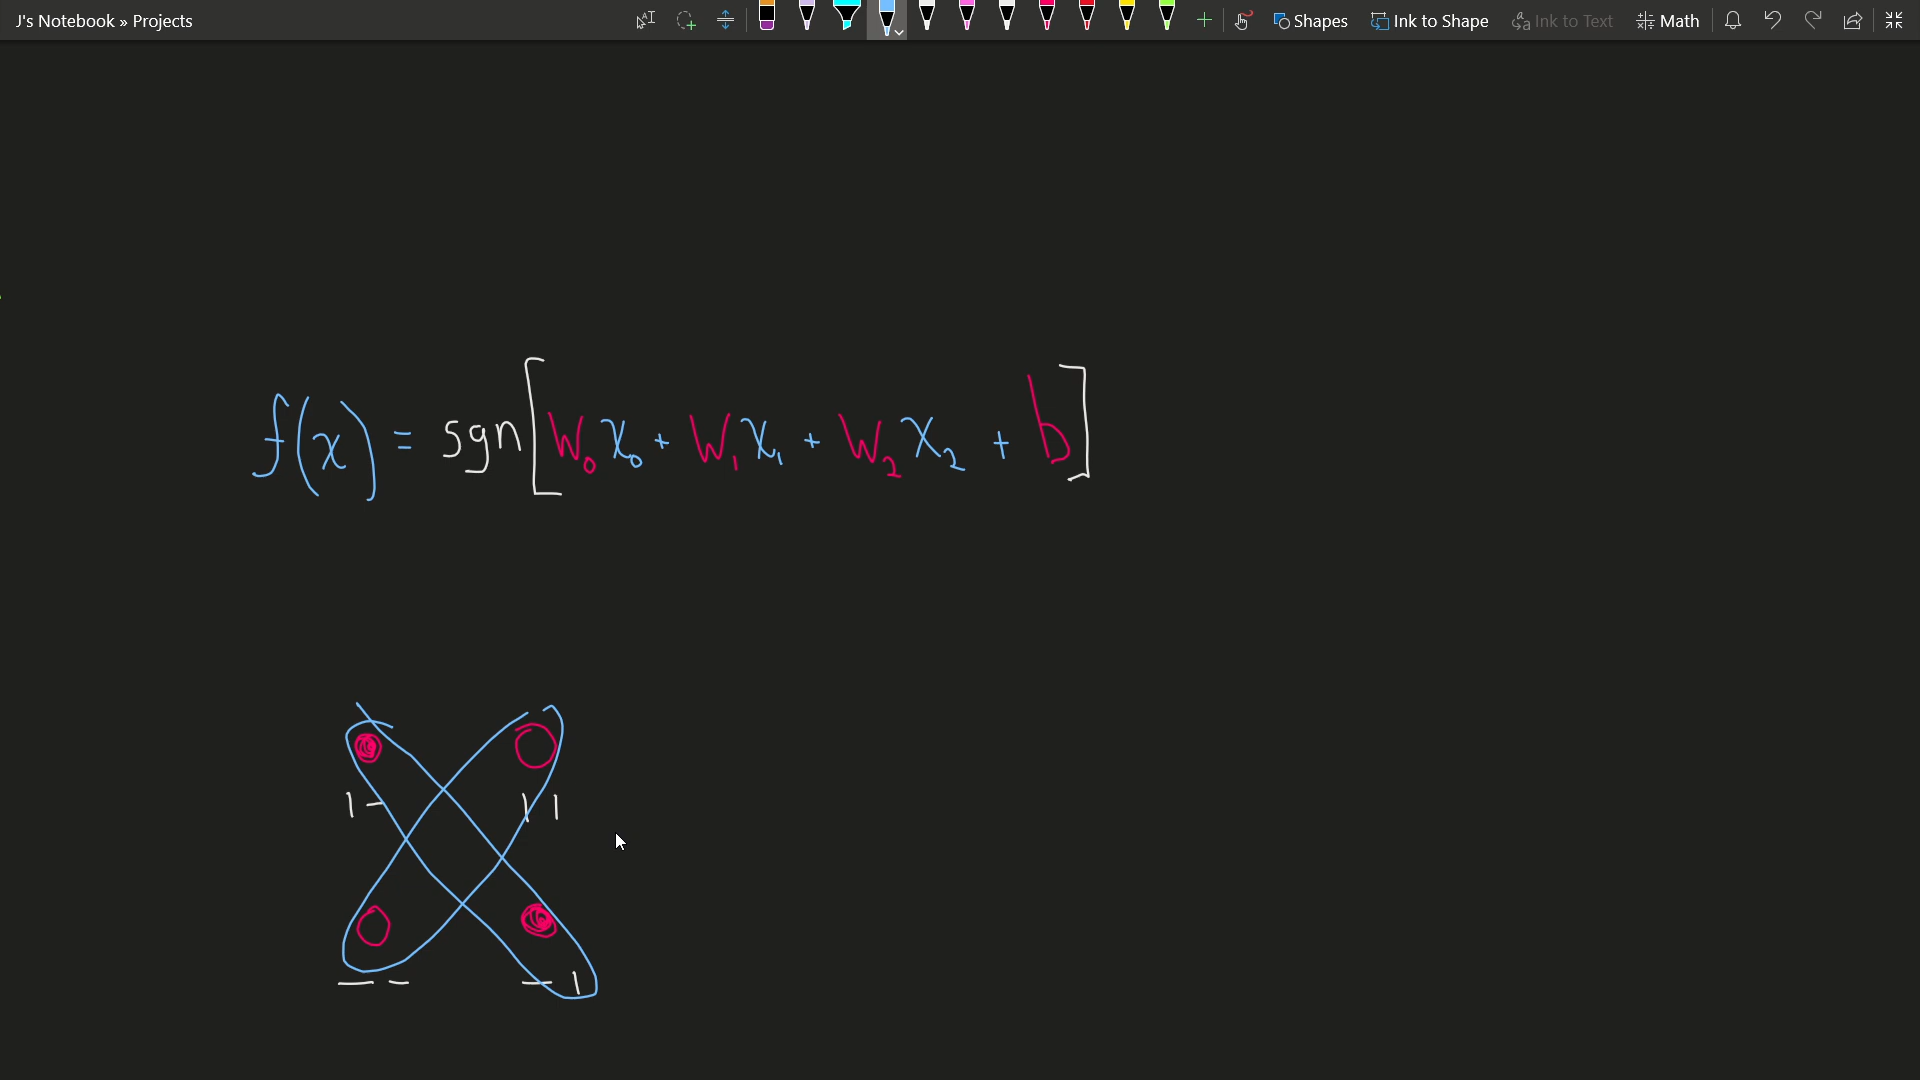 J's Notebook » Projects Shapes Ink to Shape Ink to Text Math
f(x) = sgn[W₀x₀ + W₁x₁ + W₂x₂ + b]
1 - 1 1
- - - 1